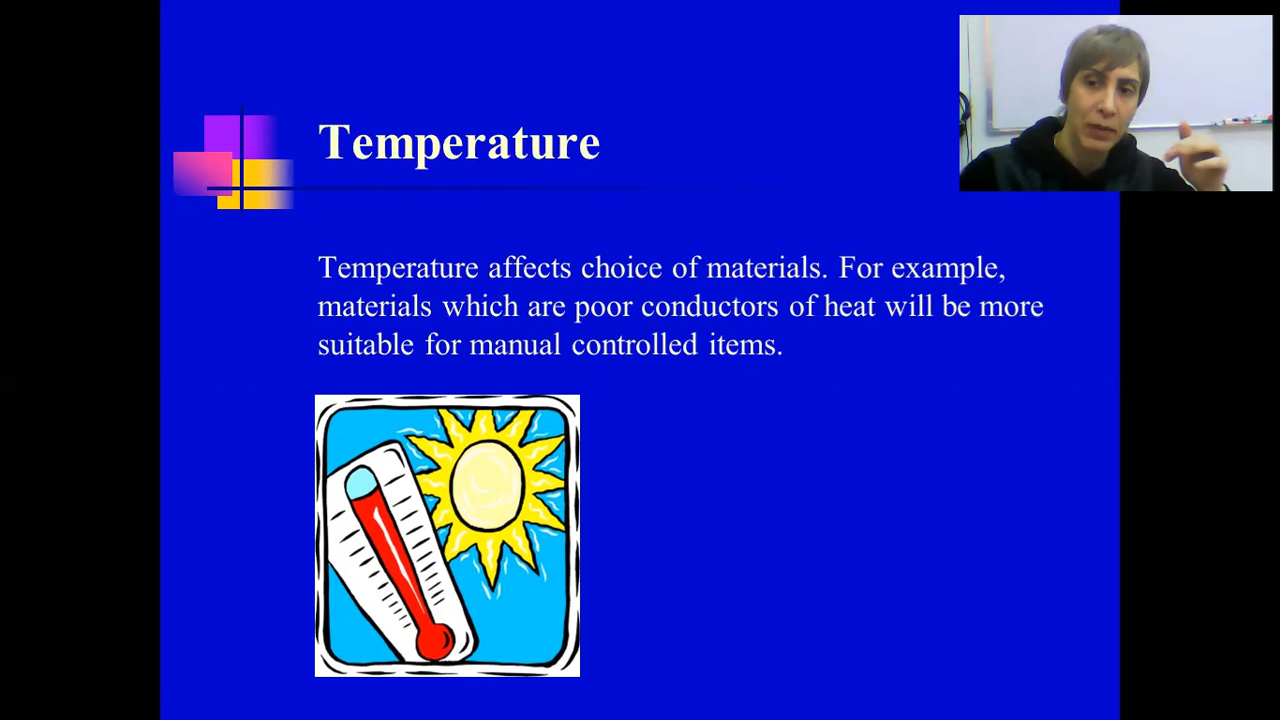 Temperature
Temperature affects choice of materials. For example,
materials which are poor conductors of heat will be more
suitable for manual controlled items.